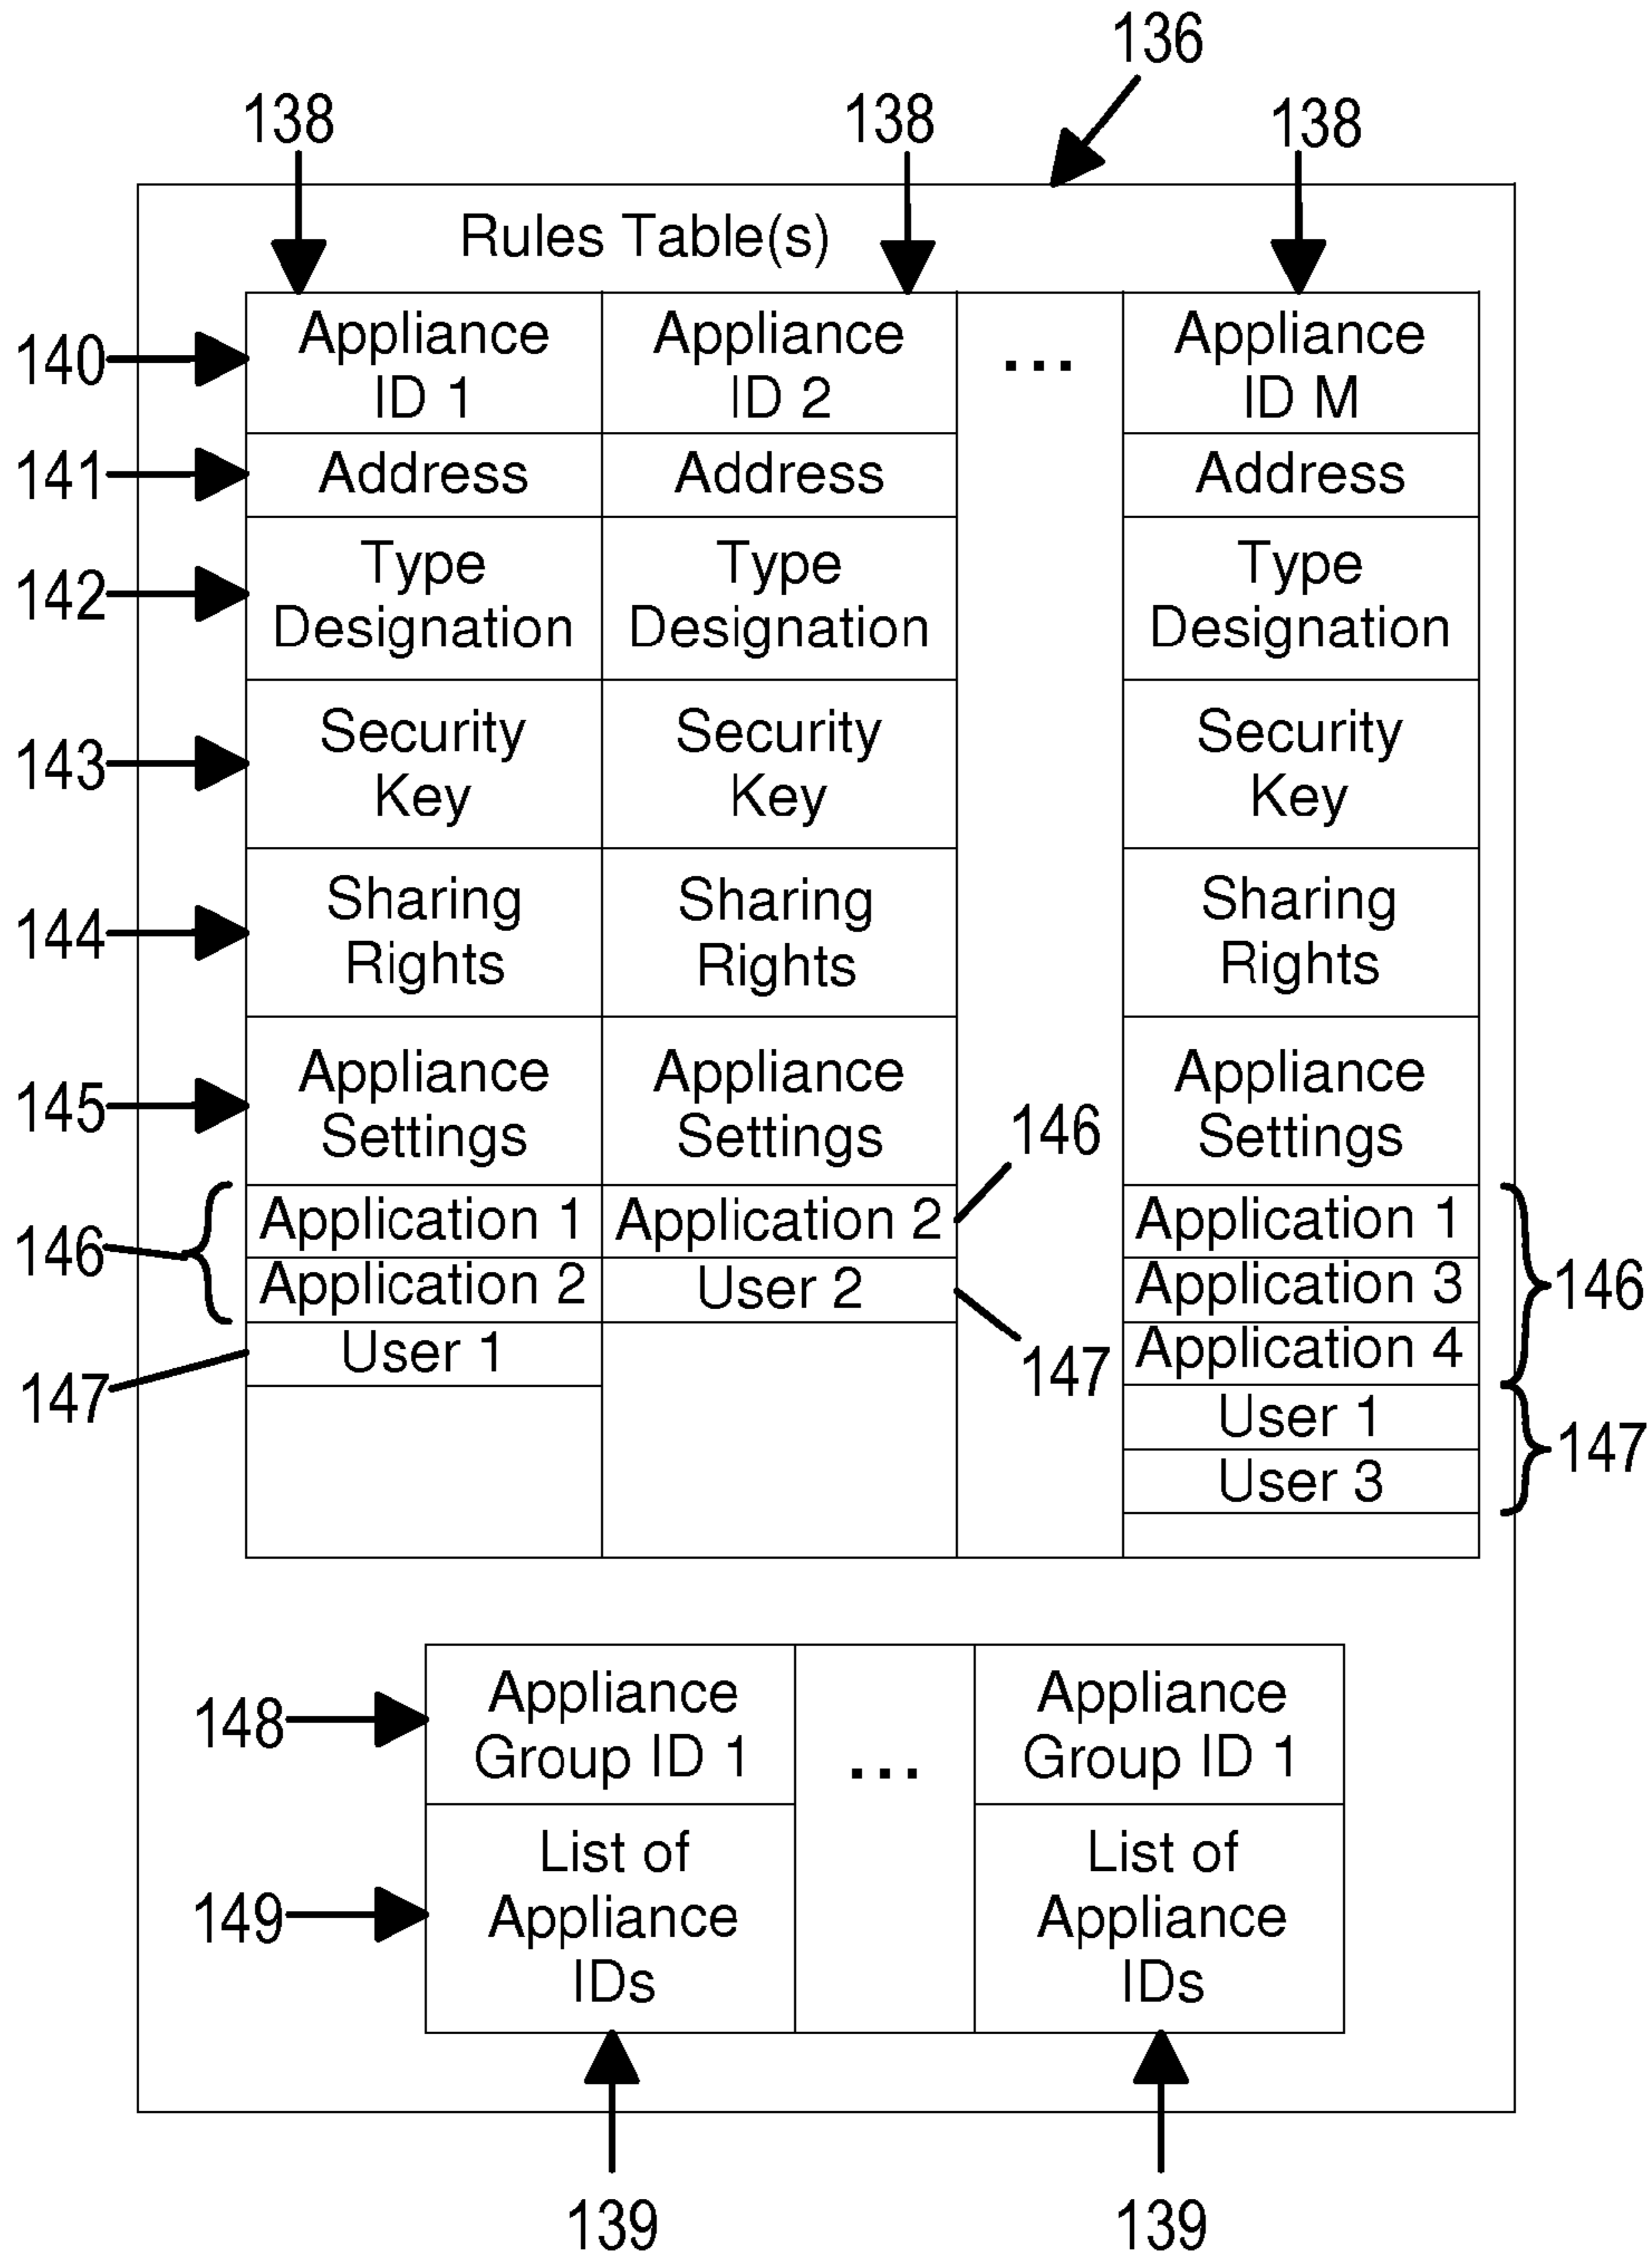 136
138 138 138
Rules Table(s)
140 Appliance ID 1 Appliance ID 2 ... Appliance ID M
141 Address Address Address
142 Type Designation Type Designation Type Designation
143 Security Key Security Key Security Key
144 Sharing Rights Sharing Rights Sharing Rights
145 Appliance Settings Appliance Settings Appliance Settings
146 Application 1 Application 2 146 Application 1
Application 2 User 2 Application 3 146
147 User 1 147 Application 4
User 1
User 3 147
148 Appliance Group ID 1 ... Appliance Group ID 1
149 List of Appliance IDs List of Appliance IDs
139 139